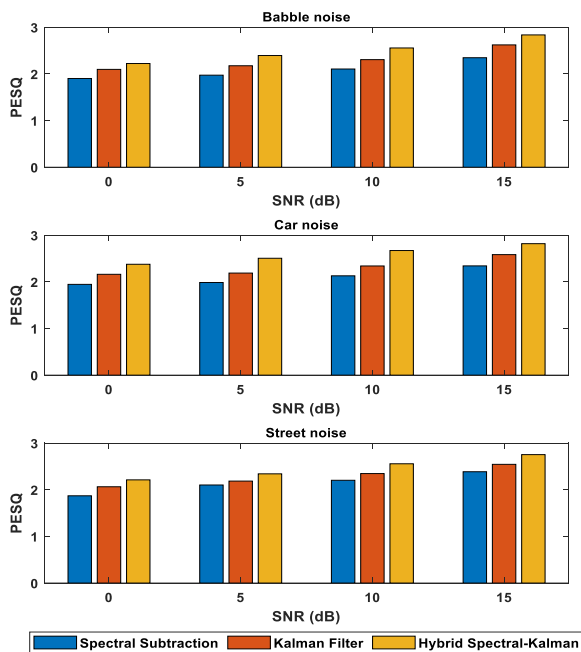 Babble noise
3
2
1
0
PESQ
0 5 10 15
SNR (dB)
Car noise
3
2
1
0
PESQ
0 5 10 15
SNR (dB)
Street noise
3
2
1
0
PESQ
0 5 10 15
SNR (dB)
Spectral Subtraction Kalman Filter Hybrid Spectral-Kalman